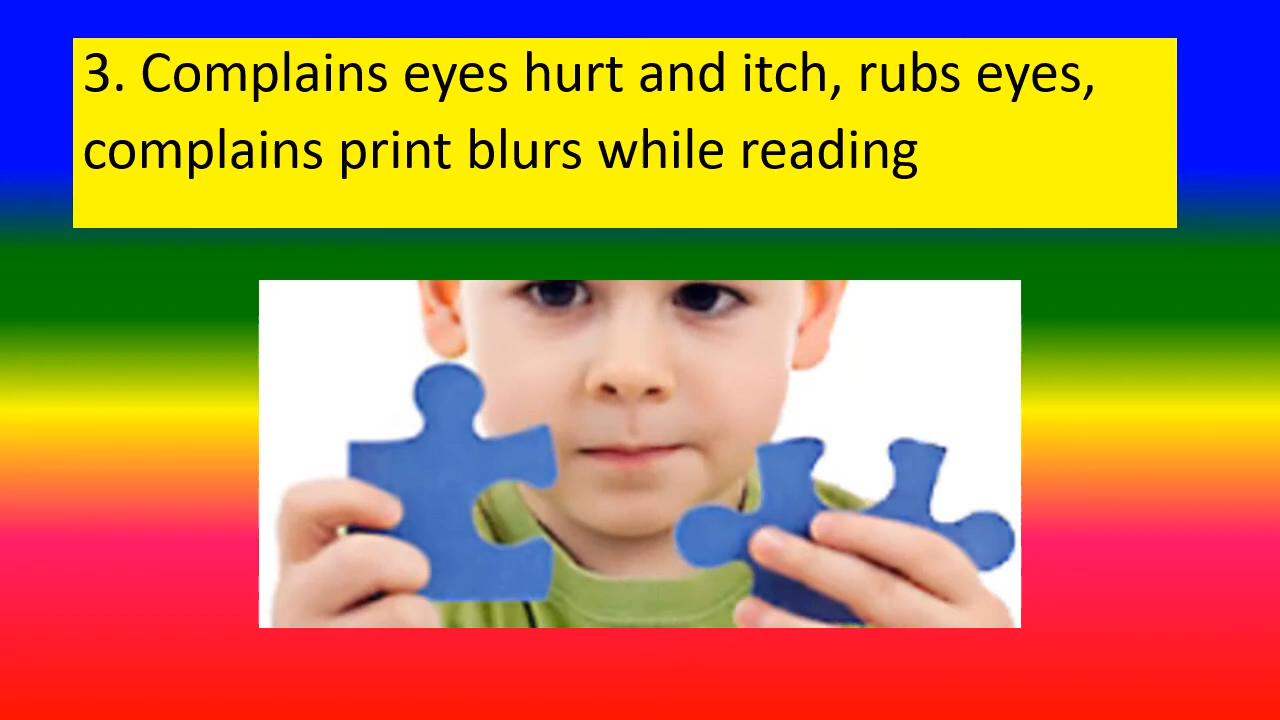 3. Complains eyes hurt and itch, rubs eyes,
complains print blurs while reading